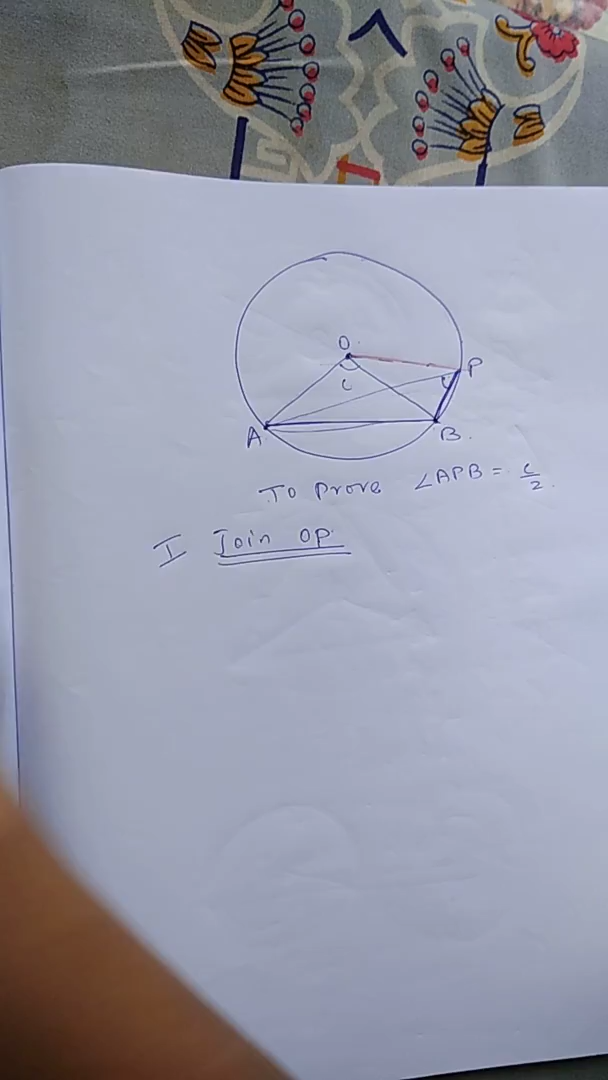 O
C
P
A
B.
To Prove ∠APB = c/2.
I Join OP.